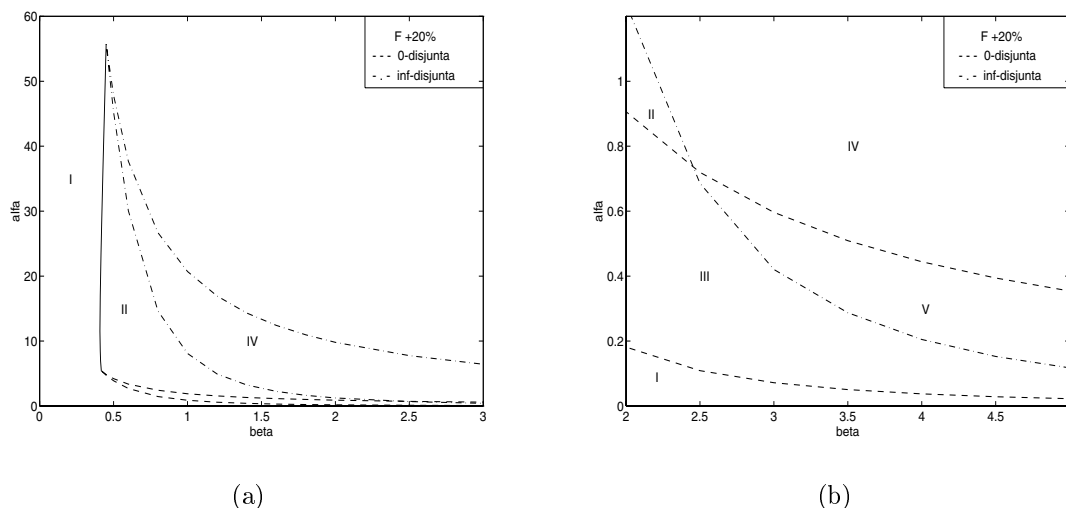 60
50
40
30
20
10
0
alfa
0
0.5
1
1.5
2
2.5
3
beta
F +20%
0-disjunta
inf-disjunta
I
II
IV
(a)
1
0.8
0.6
0.4
0.2
0
alfa
2
2.5
3
3.5
4
4.5
beta
F +20%
0-disjunta
inf-disjunta
II
IV
III
V
I
(b)